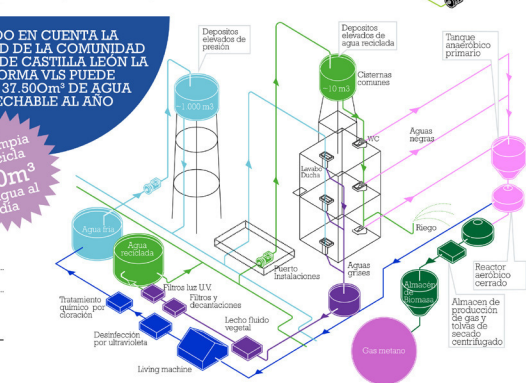 DO EN CUENTA LA
D DE LA COMUNIDAD
DE CASTILLA LEÓN LA
ORMA VLS PUEDE
37.500m³ DE AGUA
ECHABLE AL AÑO
mpia
cicla
0m³
agua al
día
Depositos
elevados de
presión
~1.000 m3
Depositos
elevados de
agua reciclada
~10 m3
Cisternas
comunes
Tanque
anaeróbico
primario
WC
Aguas
negras
Lavabo
Ducha
Riego
Agua fría
Agua
reciclada
Puerto
Instalaciones
Aguas
grises
Reactor
aeróbico
cerrado
Almacén
de
Biomasa
Almacen de
producción
de gas y
tolvas de
secado
centrifugado
Filtros luz U.V.
Filtros y
decantaciones
Tratamiento
químico por
cloración
Lecho fluido
vegetal
Desinfección
por ultravioleta
Living machine
Gas metano